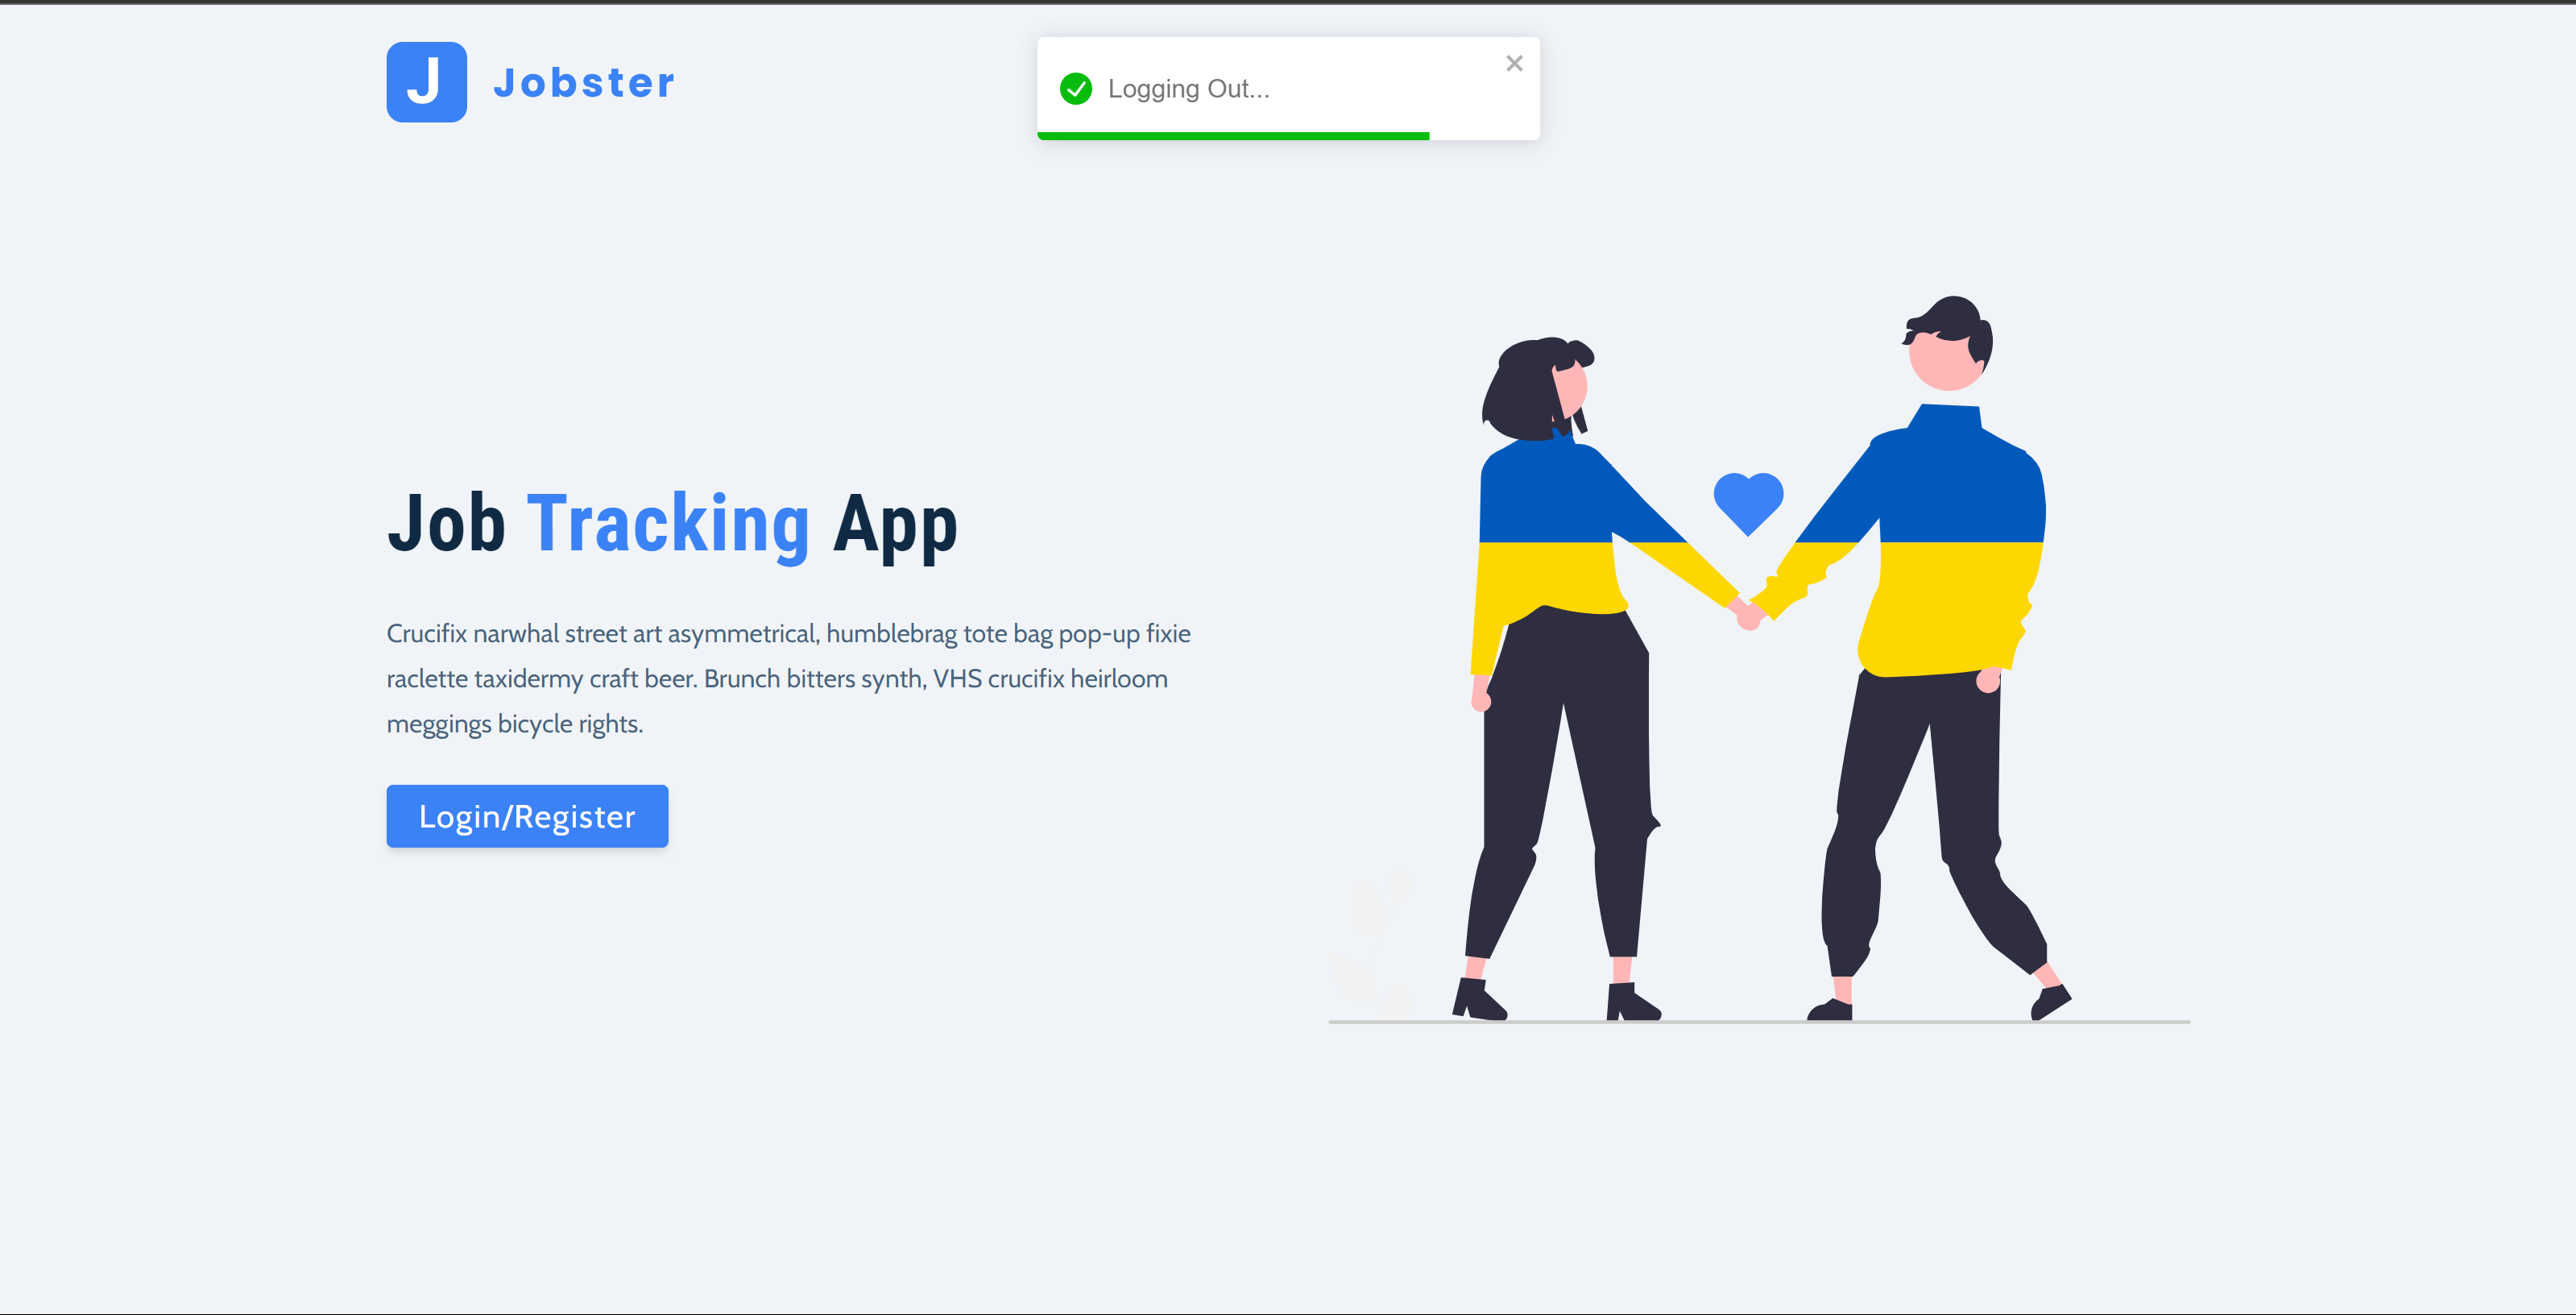 J Jobster
Logging Out...
Job Tracking App
Crucifix narwhal street art asymmetrical, humblebrag tote bag pop-up fixie
raclette taxidermy craft beer. Brunch bitters synth, VHS crucifix heirloom
meggings bicycle rights.
Login/Register